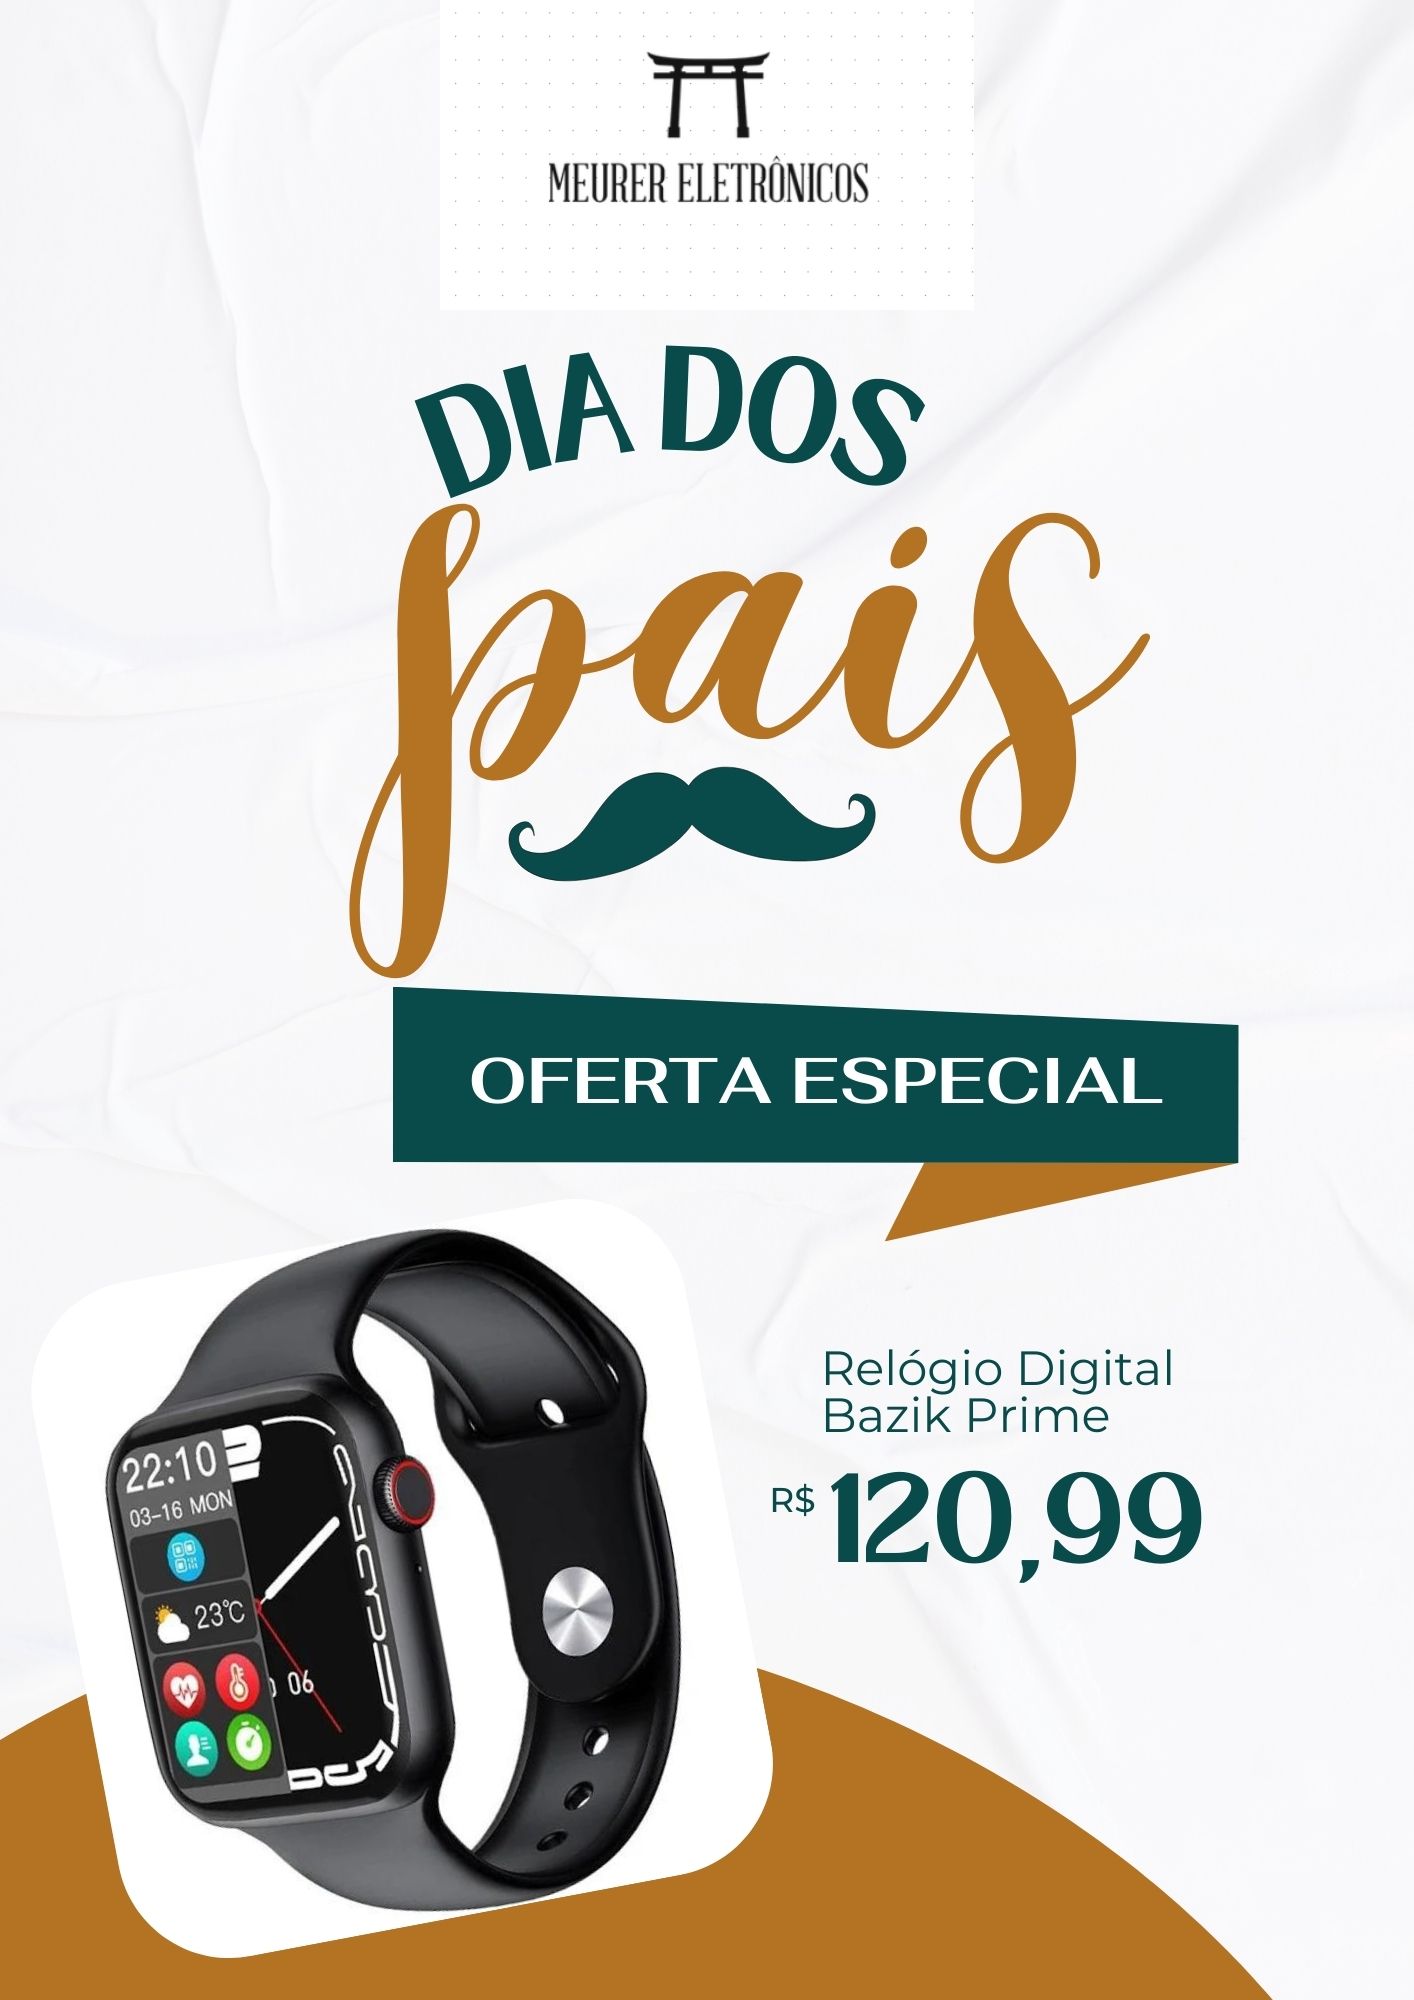 MEURER ELETRÔNICOS
DIA DOS
pais
OFERTA ESPECIAL
Relógio Digital
Bazik Prime
R$ 120,99
22:10
03-16 MON
23°C
06